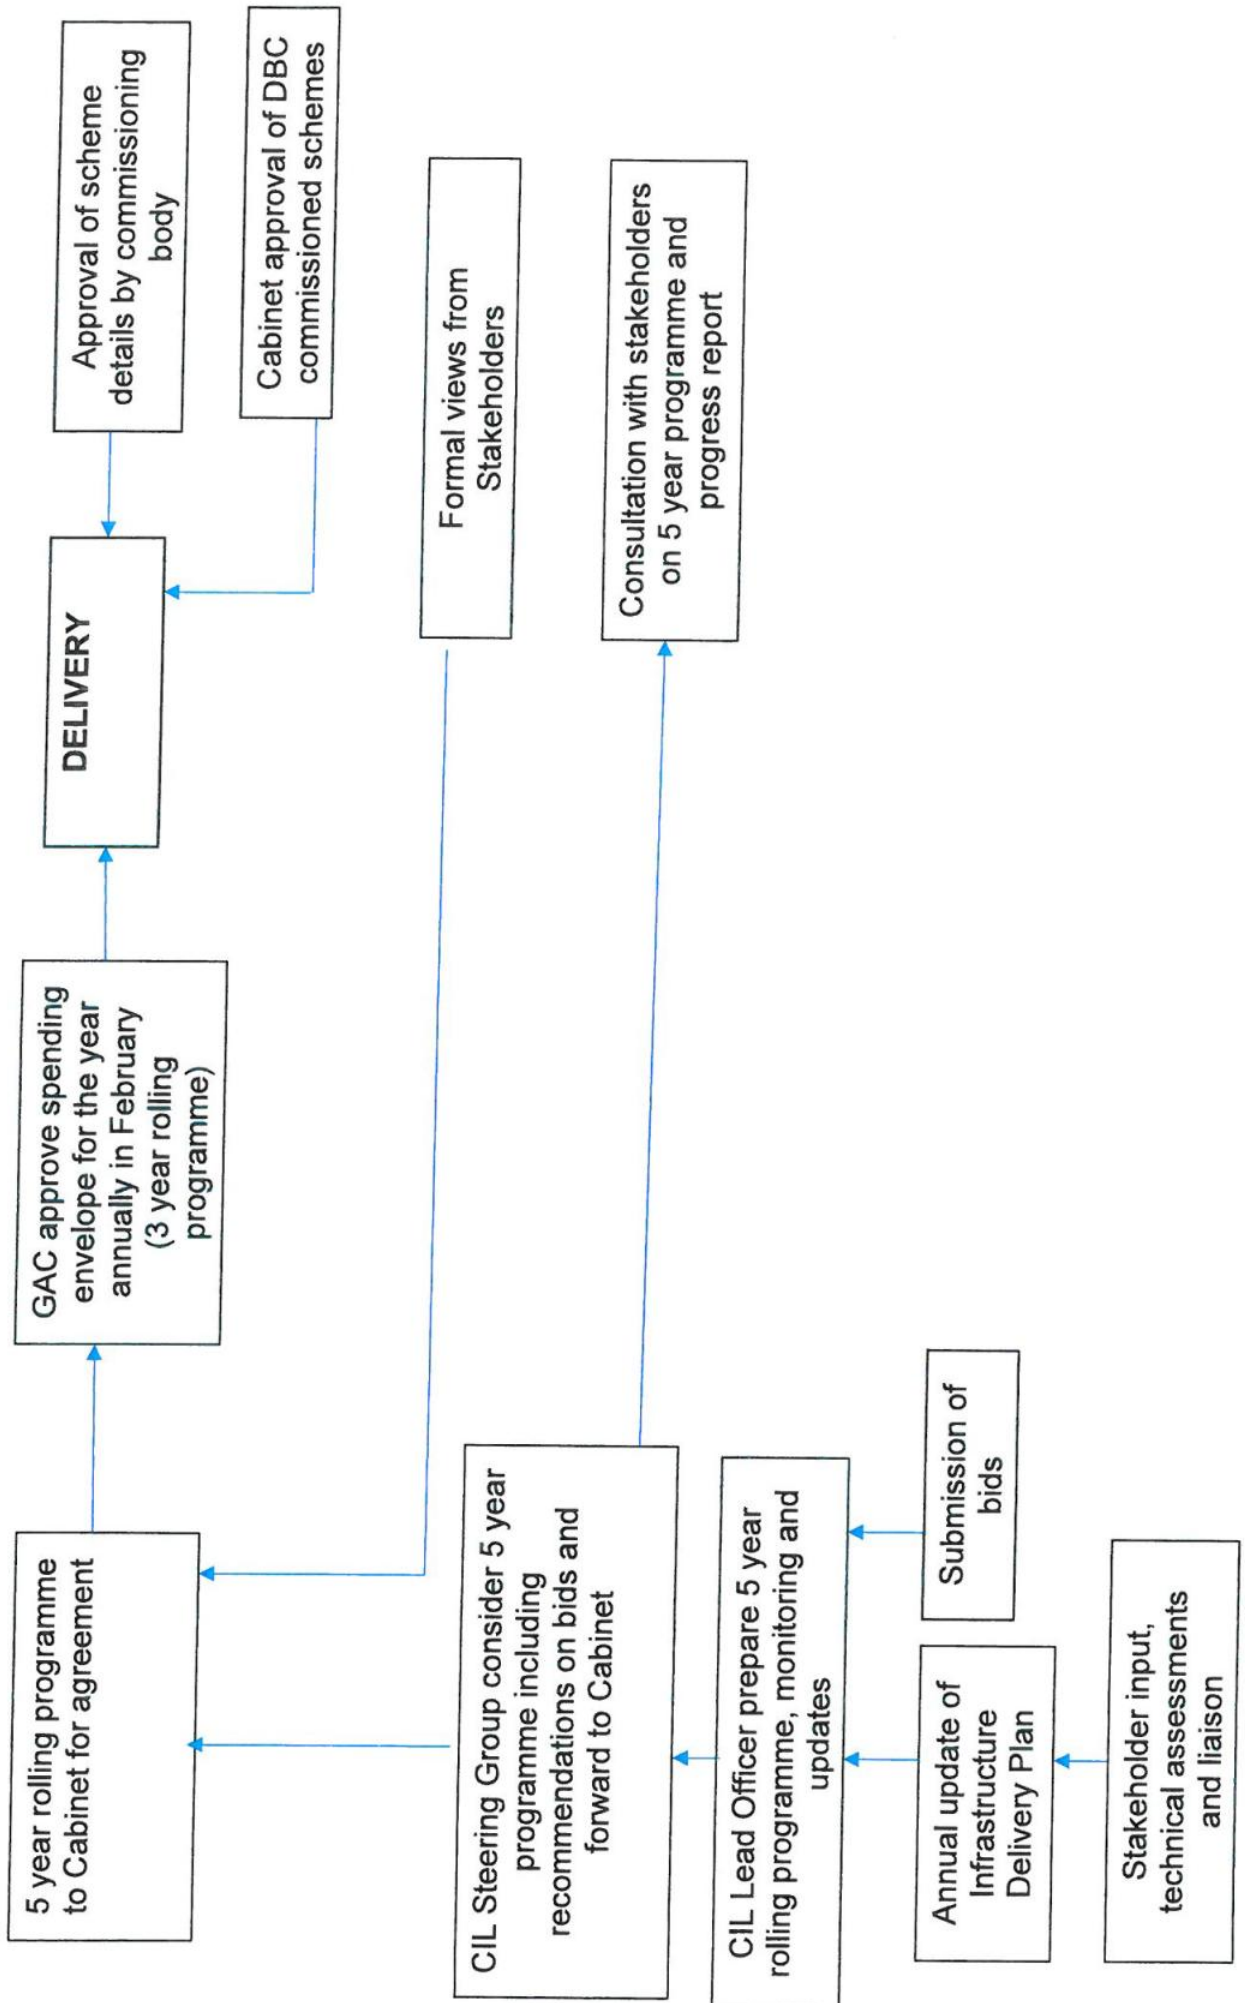 5 year rolling programme
to Cabinet for agreement
GAC approve spending
envelope for the year
annually in February
(3 year rolling
programme)
DELIVERY
Approval of scheme
details by commissioning
body
Cabinet approval of DBC
commissioned schemes
Formal views from
Stakeholders
CIL Steering Group consider 5 year
programme including
recommendations on bids and
forward to Cabinet
Consultation with stakeholders
on 5 year programme and
progress report
CIL Lead Officer prepare 5 year
rolling programme, monitoring and
updates
Annual update of
Infrastructure
Delivery Plan
Submission of
bids
Stakeholder input,
technical assessments
and liaison